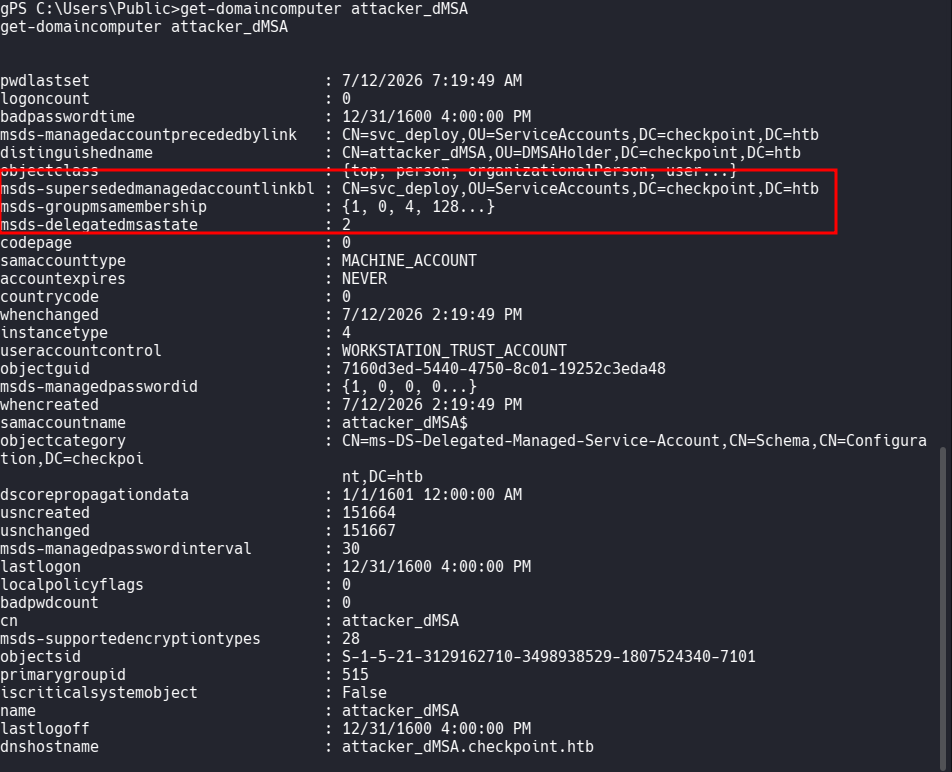 gPS C:\Users\Public>get-domaincomputer attacker_dMSA
get-domaincomputer attacker_dMSA
pwdlastset : 7/12/2026 7:19:49 AM
logoncount : 0
badpasswordtime : 12/31/1600 4:00:00 PM
msds-managedaccountprecededbylink : CN=svc_deploy,OU=ServiceAccounts,DC=checkpoint,DC=htb
distinguishedname : CN=attacker_dMSA,OU=DMSAHolder,DC=checkpoint,DC=htb
objectclass : {top, person, organizationalPerson, user...}
msds-supersededmanagedaccountlinkbl : CN=svc_deploy,OU=ServiceAccounts,DC=checkpoint,DC=htb
msds-groupmsamembership : {1, 0, 4, 128...}
msds-delegatedmsastate : 2
codepage : 0
samaccounttype : MACHINE_ACCOUNT
accountexpires : NEVER
countrycode : 0
whenchanged : 7/12/2026 2:19:49 PM
instancetype : 4
useraccountcontrol : WORKSTATION_TRUST_ACCOUNT
objectguid : 7160d3ed-5440-4750-8c01-19252c3eda48
msds-managedpasswordid : {1, 0, 0, 0...}
whencreated : 7/12/2026 2:19:49 PM
samaccountname : attacker_dMSA$
objectcategory : CN=ms-DS-Delegated-Managed-Service-Account,CN=Schema,CN=Configura
tion,DC=checkpoi
nt,DC=htb
dscorepropagationdata : 1/1/1601 12:00:00 AM
usncreated : 151664
usnchanged : 151667
msds-managedpasswordinterval : 30
lastlogon : 12/31/1600 4:00:00 PM
localpolicyflags : 0
badpwdcount : 0
cn : attacker_dMSA
msds-supportedencryptiontypes : 28
objectsid : S-1-5-21-3129162710-3498938529-1807524340-7101
primarygroupid : 515
iscriticalsystemobject : False
name : attacker_dMSA
lastlogoff : 12/31/1600 4:00:00 PM
dnshostname : attacker_dMSA.checkpoint.htb